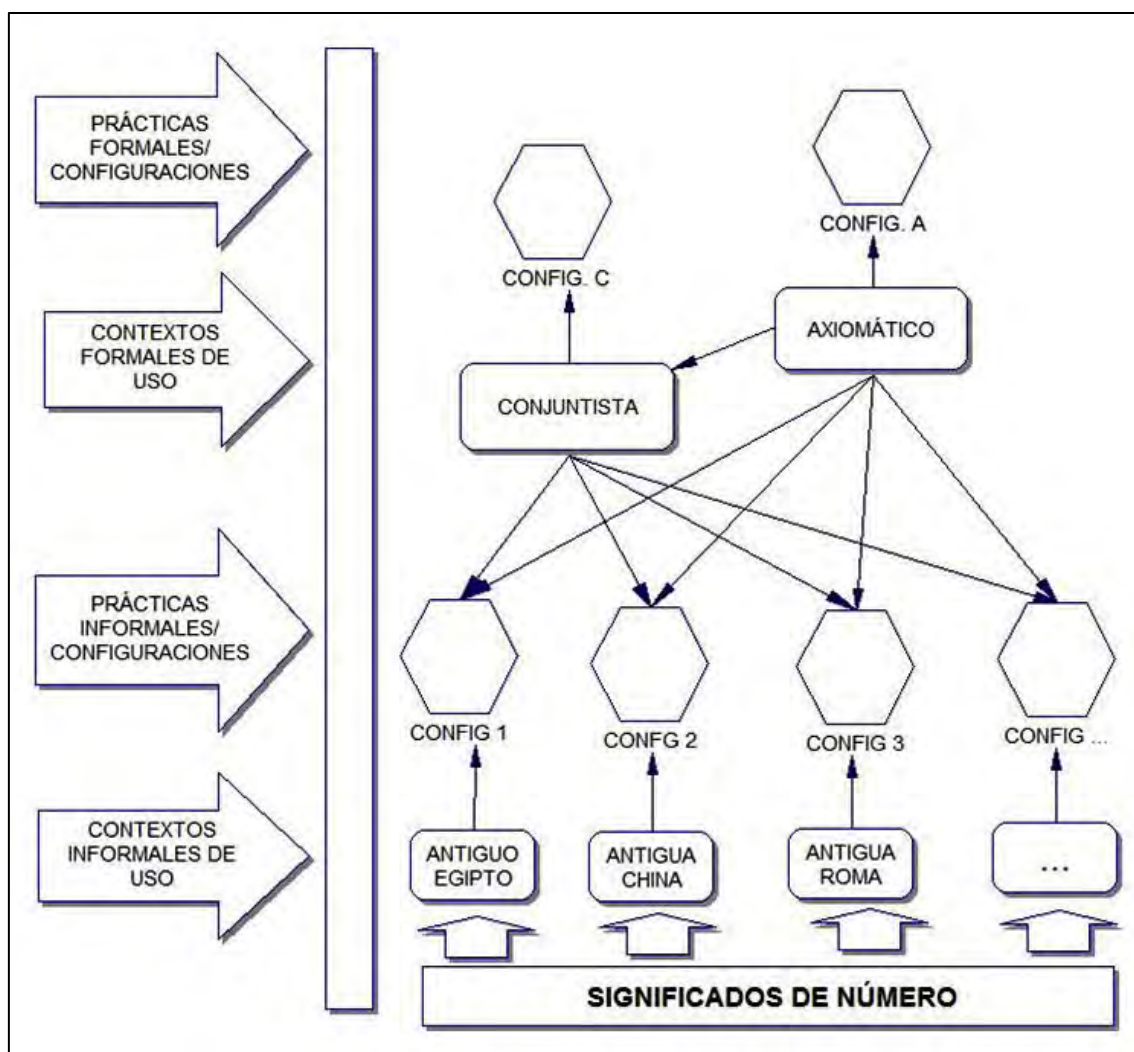 PRÁCTICAS
FORMALES/
CONFIGURACIONES
CONFIG. A
CONFIG. C
CONTEXTOS
FORMALES DE
USO
AXIOMÁTICO
CONJUNTISTA
PRÁCTICAS
INFORMALES/
CONFIGURACIONES
CONFIG 1
CONFG 2
CONFIG 3
CONFIG ...
CONTEXTOS
INFORMALES DE
USO
ANTIGUO
EGIPTO
ANTIGUA
CHINA
ANTIGUA
ROMA
...
SIGNIFICADOS DE NÚMERO